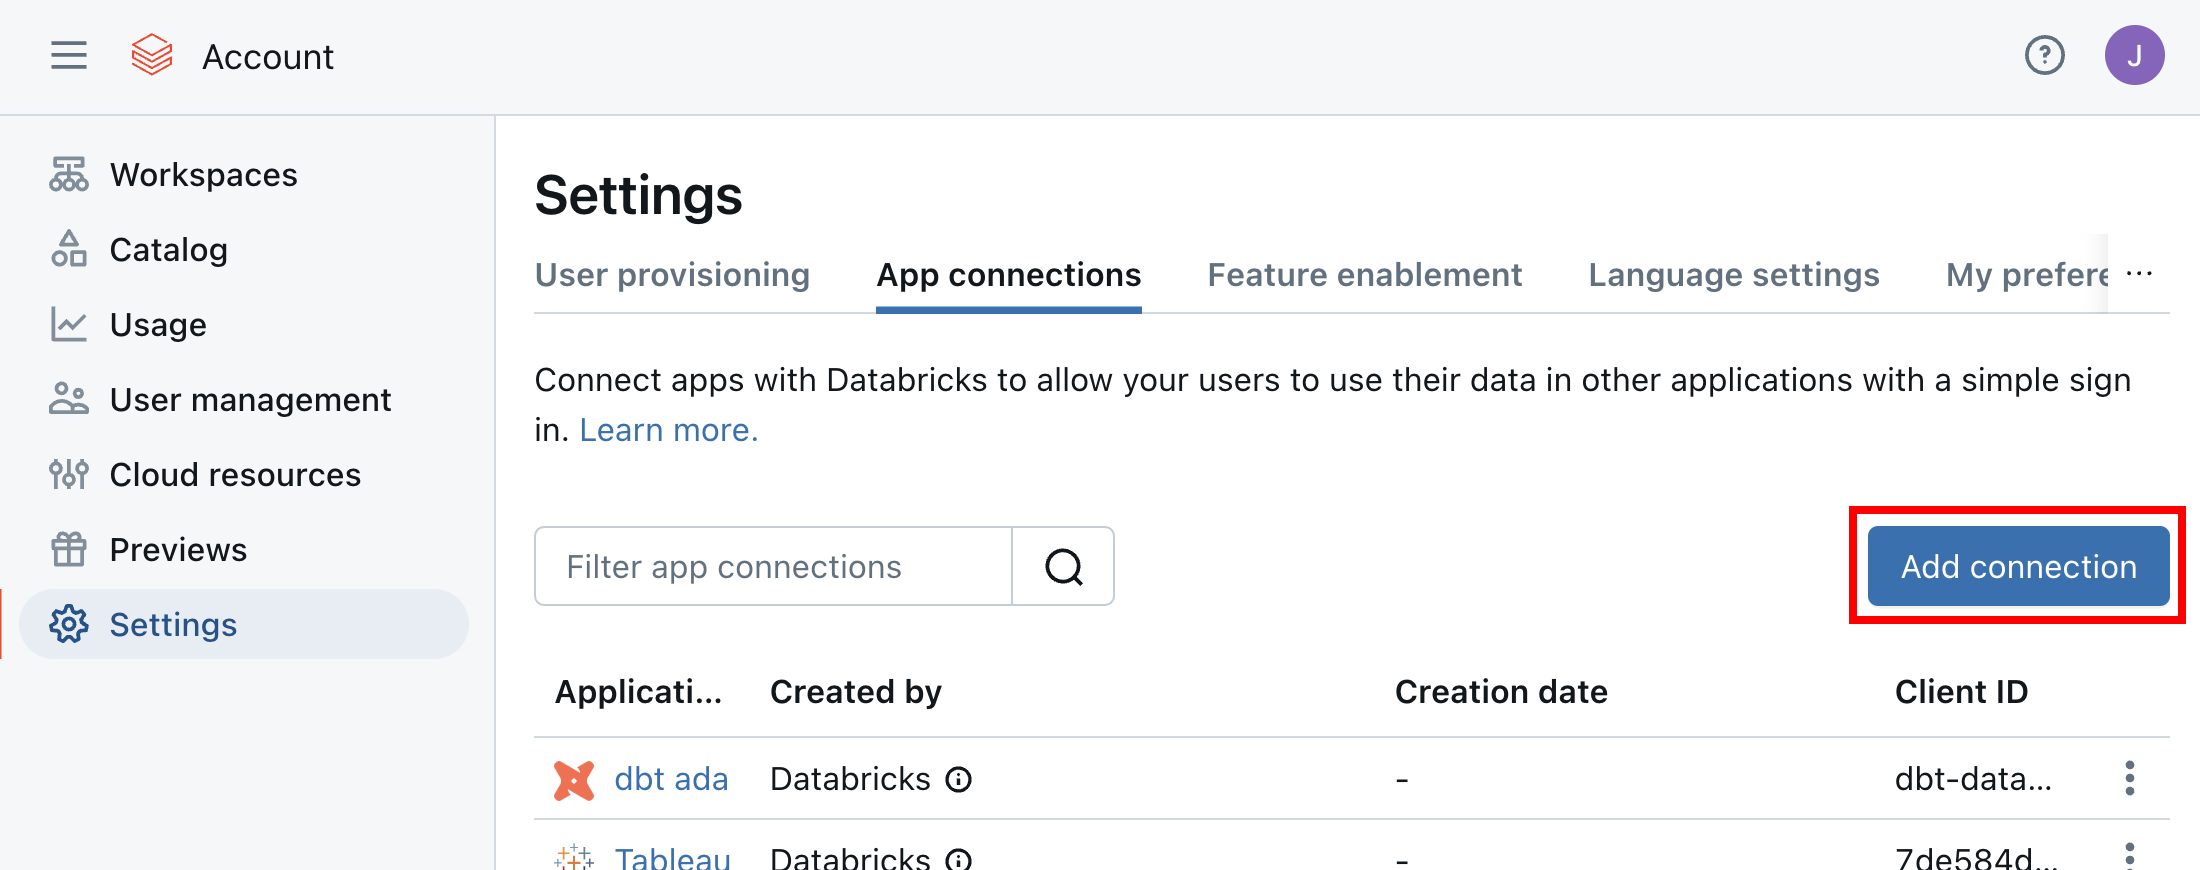 Account
?
J
Workspaces
Catalog
Usage
User management
Cloud resources
Previews
Settings
Settings
User provisioning App connections Feature enablement Language settings My prefere ...
Connect apps with Databricks to allow your users to use their data in other applications with a simple sign
in. Learn more.
Filter app connections
Add connection
Applicati... Created by Creation date Client ID
dbt ada Databricks - dbt-data...
Tableau Databricks - 7de584d...